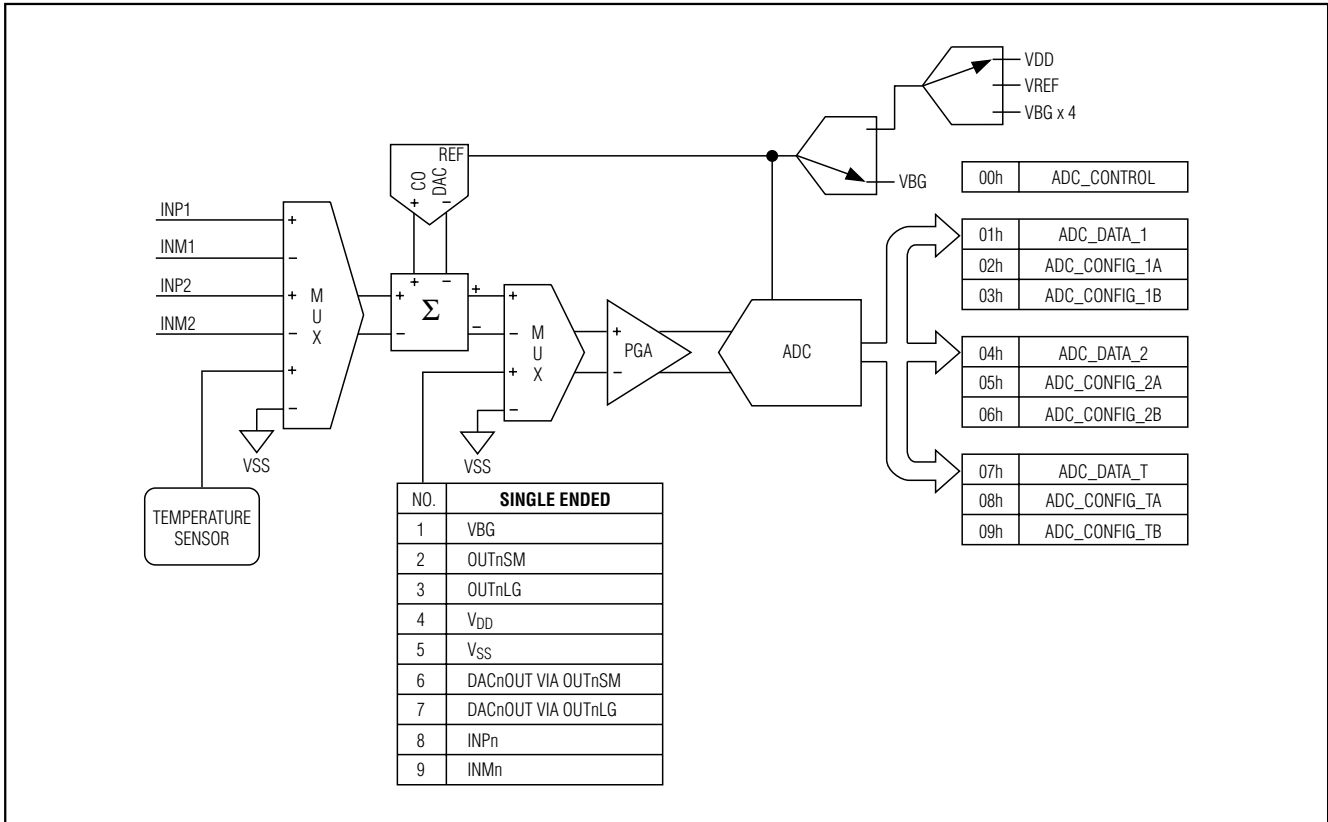 VDD
VREF
VBG x 4
VBG
REF
CO
DAC
+ −
INP1
INM1
INP2
INM2
+
−
+
−
+
−
M
U
X
VSS
TEMPERATURE
SENSOR
+ −
+
−
Σ
+
−
+
−
+
−
M
U
X
VSS
+
−
PGA
ADC
NO. SINGLE ENDED
1 VBG
2 OUTnSM
3 OUTnLG
4 VDD
5 VSS
6 DACnOUT VIA OUTnSM
7 DACnOUT VIA OUTnLG
8 INPn
9 INMn
00h ADC_CONTROL
01h ADC_DATA_1
02h ADC_CONFIG_1A
03h ADC_CONFIG_1B
04h ADC_DATA_2
05h ADC_CONFIG_2A
06h ADC_CONFIG_2B
07h ADC_DATA_T
08h ADC_CONFIG_TA
09h ADC_CONFIG_TB